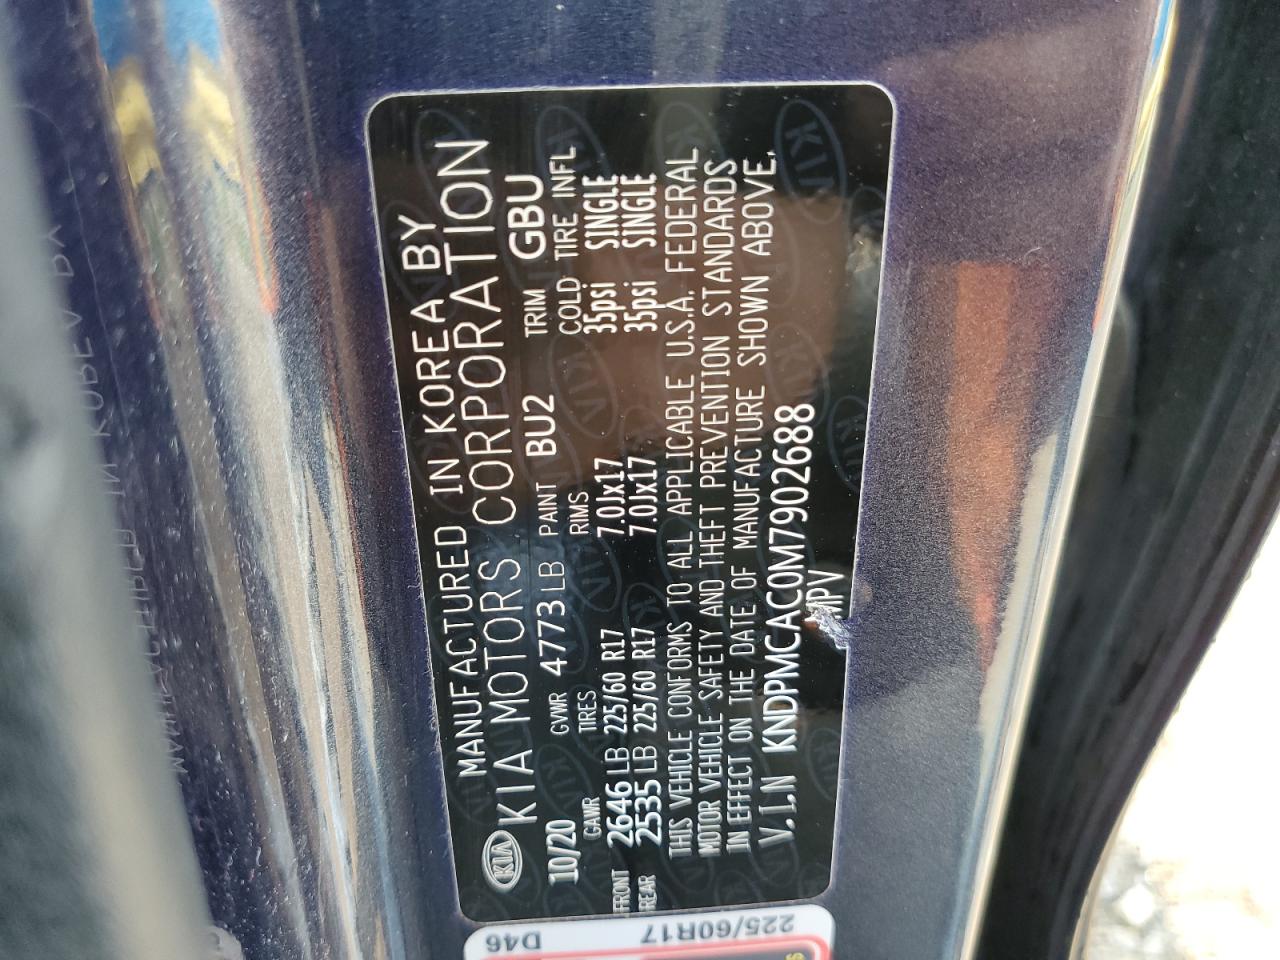 MANUFACTURED IN KOREA BY
KIA KIA MOTORS CORPORATION
10/20 GVWR 4773 LB PAINT BU2 TRIM GBU
GAWR TIRES RIMS COLD TIRE INFL
FRONT 2646 LB 225/60 R17 7.0Jx17 35psi SINGLE
REAR 2535 LB 225/60 R17 7.0Jx17 35psi SINGLE
THIS VEHICLE CONFORMS TO ALL APPLICABLE U.S.A. FEDERAL
MOTOR VEHICLE SAFETY AND THEFT PREVENTION STANDARDS
IN EFFECT ON THE DATE OF MANUFACTURE SHOWN ABOVE.
V.I.N KNDPMCAC0M7902688
MPV
D46 225/60R17